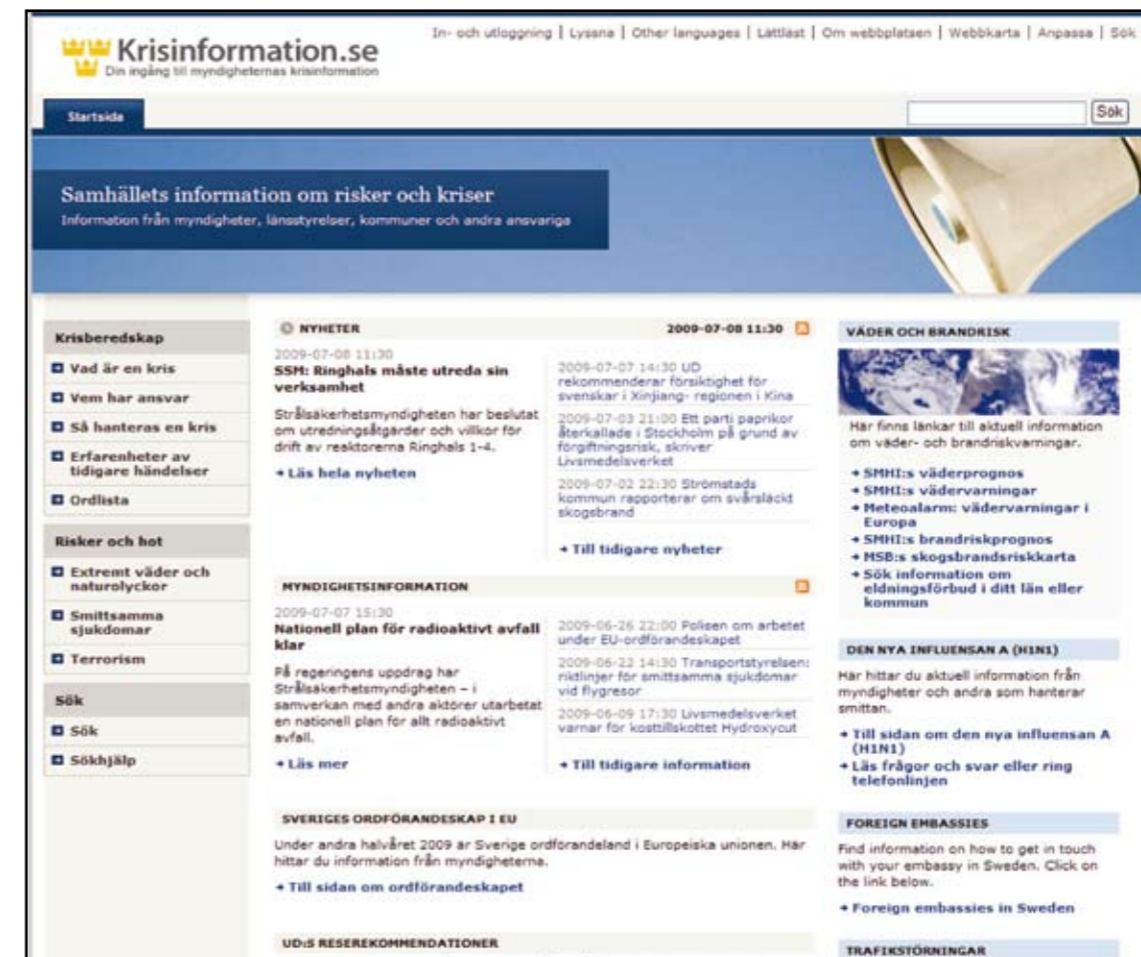 In- och utloggning | Lyssna | Other languages | Lättläst | Om webbplatsen | Webbkarta | Anpassa | Sök
Krisinformation.se
Din ingång till myndigheternas krisinformation
Startsida
Sök
Samhällets information om risker och kriser
Information från myndigheter, länsstyrelser, kommuner och andra ansvariga
Krisberedskap
Vad är en kris
Vem har ansvar
Så hanteras en kris
Erfarenheter av
tidigare händelser
Ordlista
Risker och hot
Extremt väder och
naturolyckor
Smittsamma
sjukdomar
Terrorism
Sök
Sök
Sökhjälp
NYHETER 2009-07-08 11:30
2009-07-08 11:30
SSM: Ringhals måste utreda sin
verksamhet
Strålsäkerhetsmyndigheten har beslutat
om utredningsåtgärder och villkor för
drift av reaktorerna Ringhals 1-4.
Läs hela nyheten
2009-07-07 14:30 UD
rekommenderar försiktighet för
svenskar i Xinjiang- regionen i Kina
2009-07-03 21:00 Ett parti paprikor
återkallade i Stockholm på grund av
förgiftningsrisk, skriver
Livsmedelsverket
2009-07-02 22:30 Strömstads
kommun rapporterar om svårsläckt
skogsbrand
Till tidigare nyheter
MYNDIGHETSINFORMATION
2009-07-07 15:30
Nationell plan för radioaktivt avfall
klar
På regeringens uppdrag har
Strålsäkerhetsmyndigheten – i
samverkan med andra aktörer utarbetat
en nationell plan för allt radioaktivt
avfall.
Läs mer
2009-06-26 22:00 Polisen om arbetet
under EU-ordförandeskapet
2009-06-22 14:30 Transportstyrelsen:
riktlinjer för smittsamma sjukdomar
vid flygresor
2009-06-09 17:30 Livsmedelsverket
varnar för kosttillskottet Hydroxycut
Till tidigare information
SVERIGES ORDFÖRANDESKAP I EU
Under andra halvåret 2009 är Sverige ordförandeland i Europeiska unionen. Här
hittar du information från myndigheterna.
Till sidan om ordförandeskapet
UD:S RESEREKOMMENDATIONER
VÄDER OCH BRANDRISK
Här finns länkar till aktuell information
om väder- och brandriskvarningar.
SMHI:s väderprognos
SMHI:s vädervarningar
Meteoalarm: vädervarningar i
Europa
SMHI:s brandriskprognos
MSB:s skogsbrandsriskkarta
Sök information om
eldningsförbud i ditt län eller
kommun
DEN NYA INFLUENSAN A (H1N1)
Här hittar du aktuell information från
myndigheter och andra som hanterar
smittan.
Till sidan om den nya influensan A
(H1N1)
Läs frågor och svar eller ring
telefonlinjen
FOREIGN EMBASSIES
Find information on how to get in touch
with your embassy in Sweden. Click on
the link below.
Foreign embassies in Sweden
TRAFIKSTÖRNINGAR